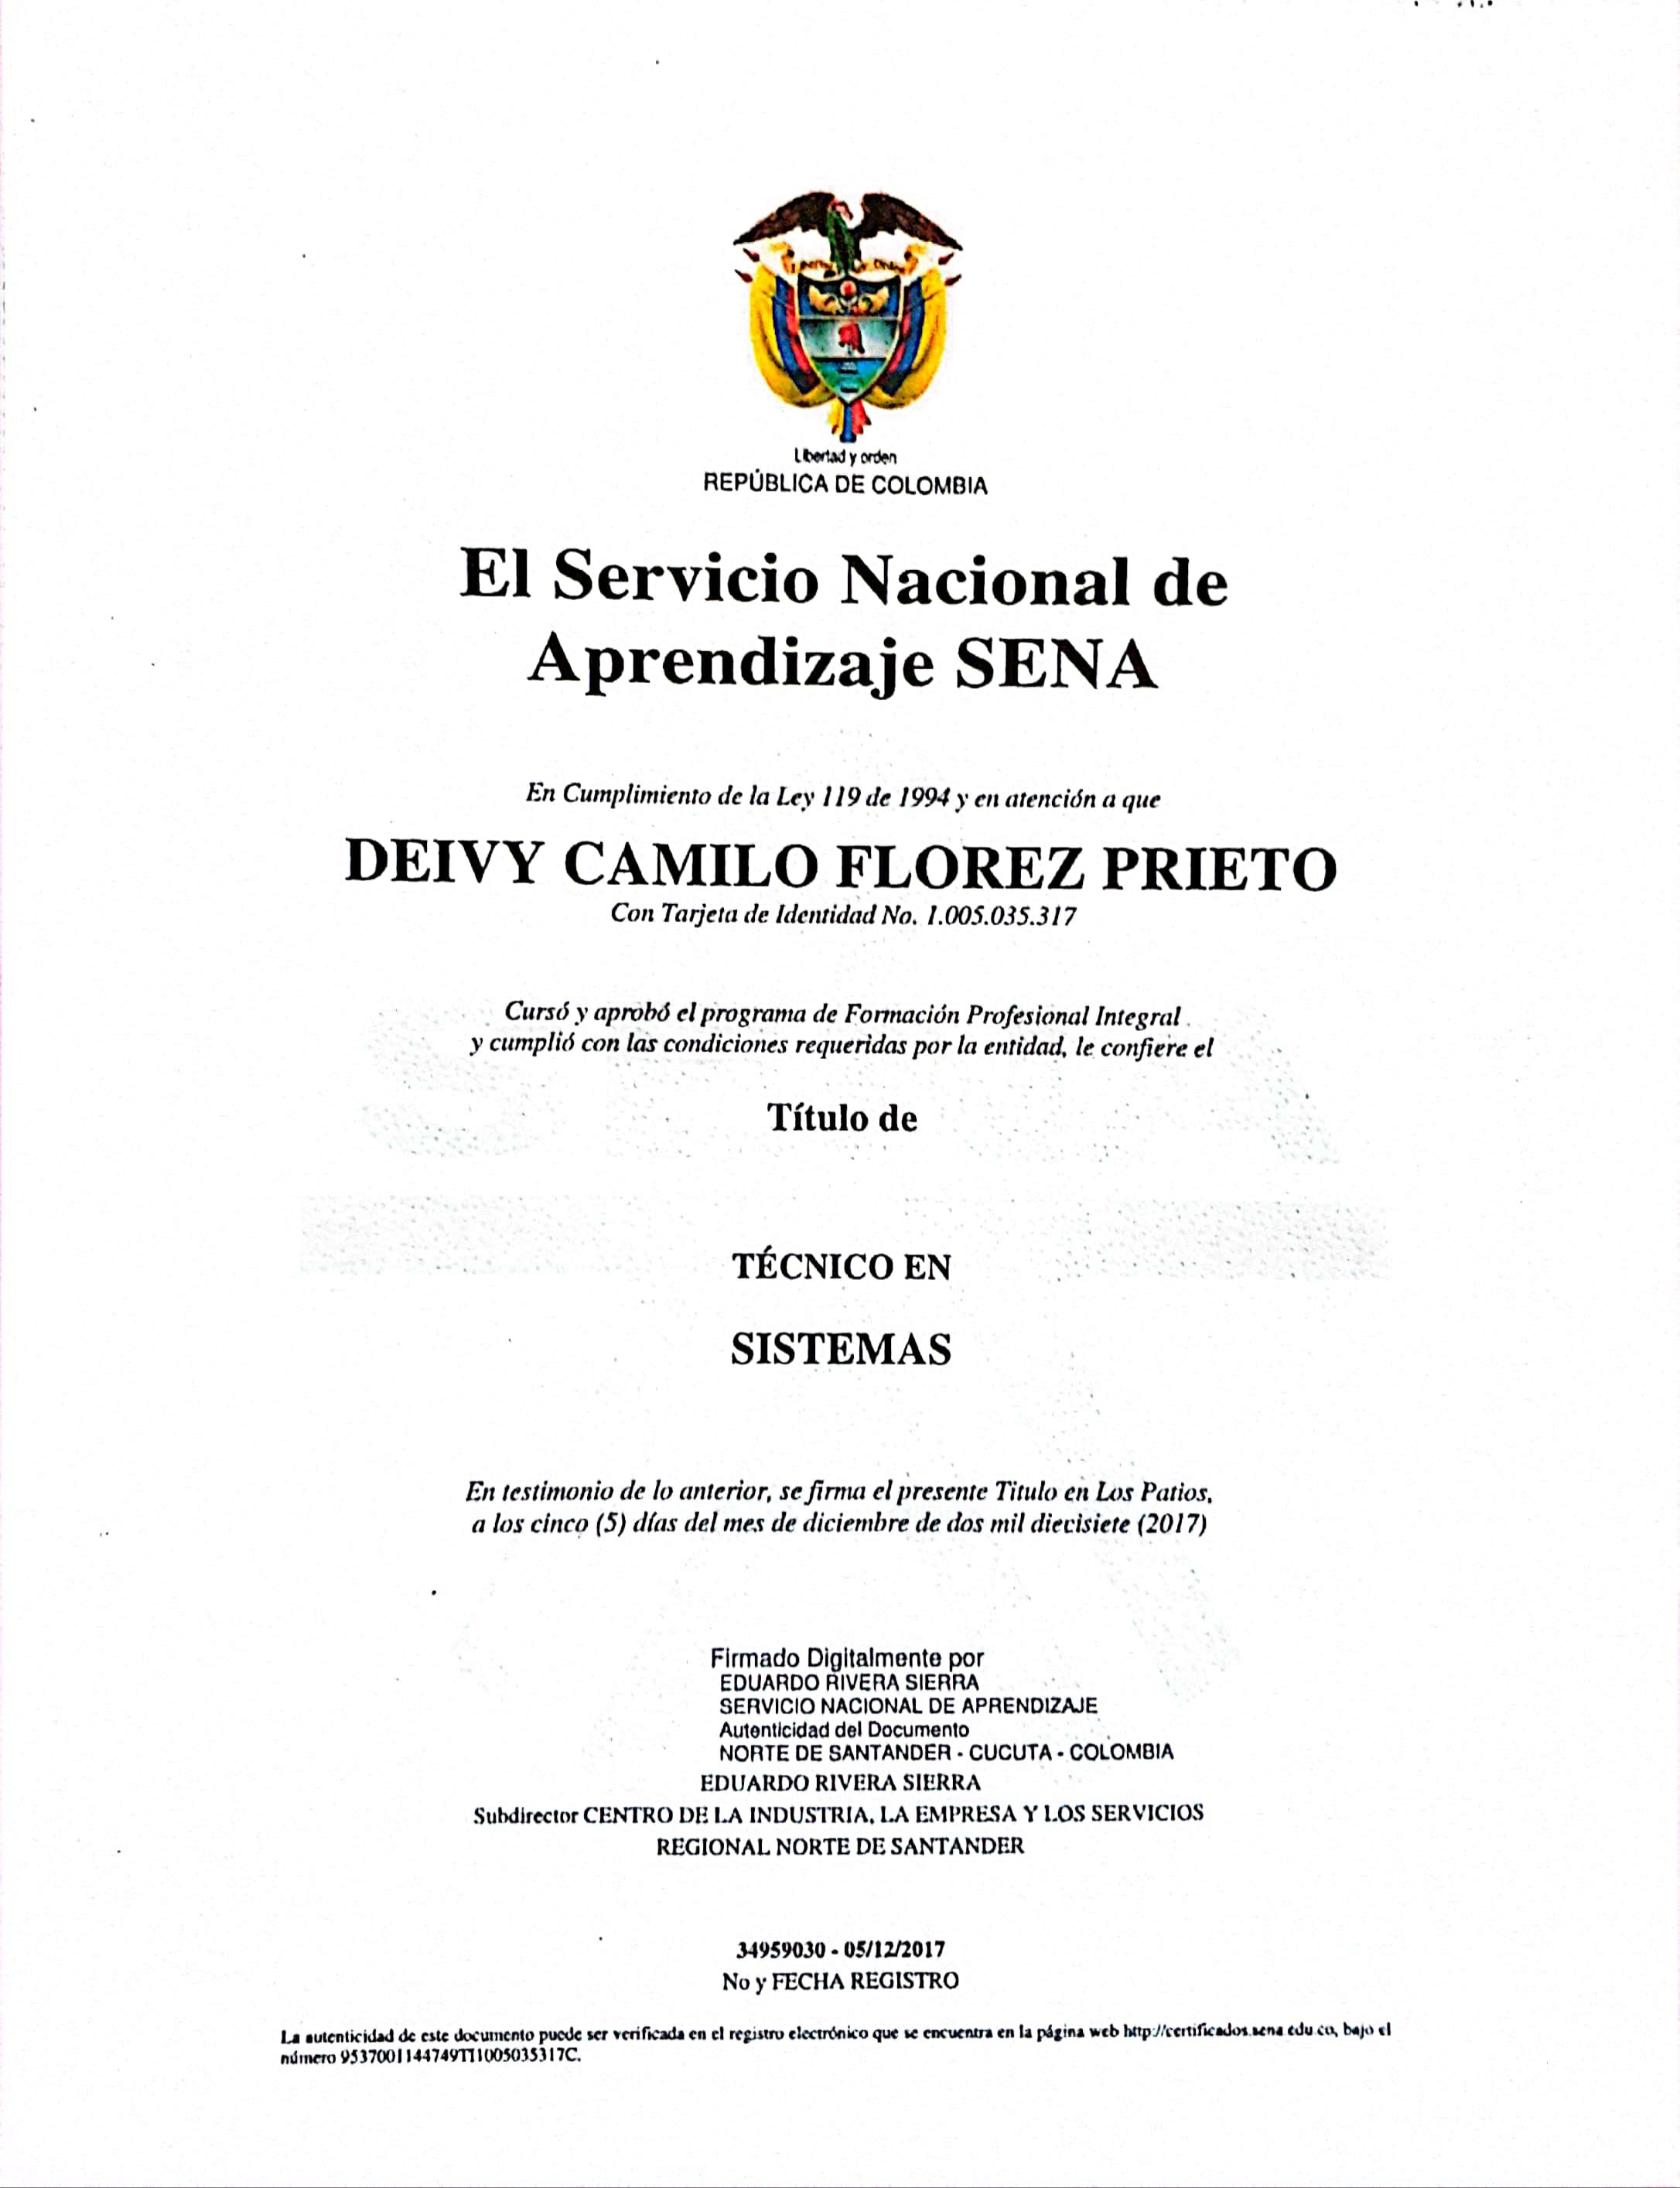 Libertad y orden
REPÚBLICA DE COLOMBIA
El Servicio Nacional de
Aprendizaje SENA
En Cumplimiento de la Ley 119 de 1994 y en atención a que
DEIVY CAMILO FLOREZ PRIETO
Con Tarjeta de Identidad No. 1.005.035.317
Cursó y aprobó el programa de Formación Profesional Integral
y cumplió con las condiciones requeridas por la entidad, le confiere el
Título de
TÉCNICO EN
SISTEMAS
En testimonio de lo anterior, se firma el presente Titulo en Los Patios,
a los cinco (5) días del mes de diciembre de dos mil diecisiete (2017)
Firmado Digitalmente por
EDUARDO RIVERA SIERRA
SERVICIO NACIONAL DE APRENDIZAJE
Autenticidad del Documento
NORTE DE SANTANDER - CUCUTA - COLOMBIA
EDUARDO RIVERA SIERRA
Subdirector CENTRO DE LA INDUSTRIA, LA EMPRESA Y LOS SERVICIOS
REGIONAL NORTE DE SANTANDER
34959030 - 05/12/2017
No y FECHA REGISTRO
La autenticidad de este documento puede ser verificada en el registro electrónico que se encuentra en la página web http://certificados.sena.edu.co, bajo el
número 9537001144749TI1005035317C.